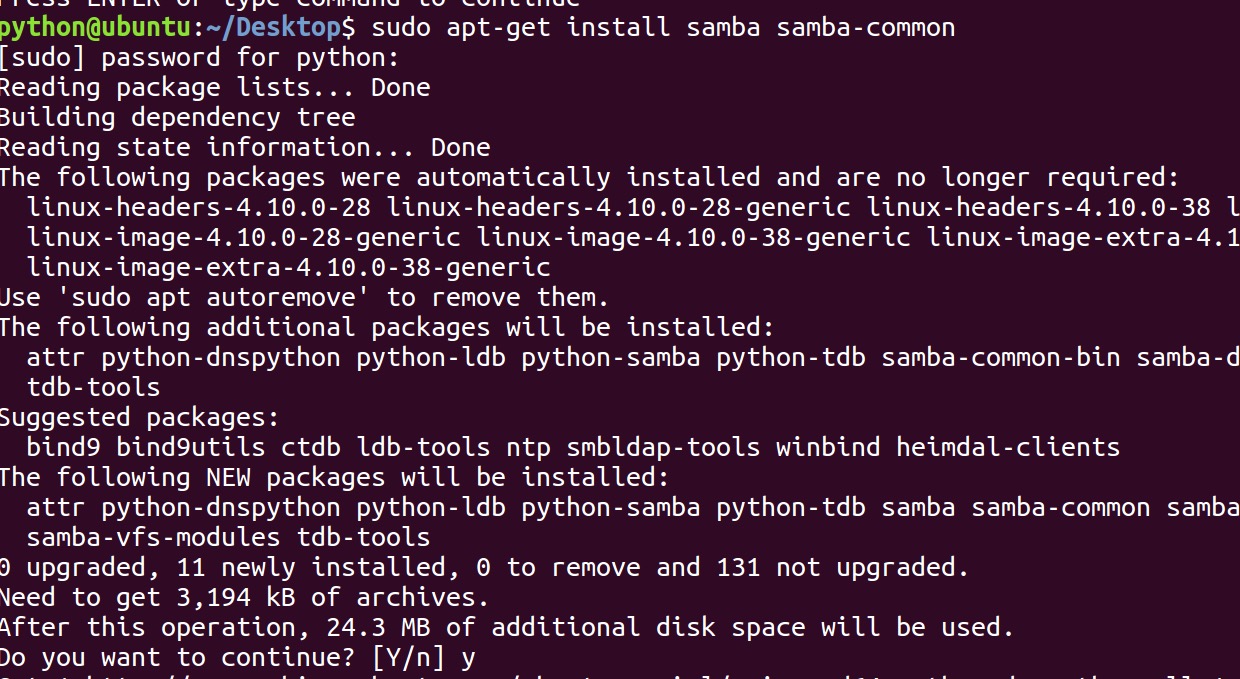 Press ENTER or type command to continue
python@ubuntu:~/Desktop$ sudo apt-get install samba samba-common
[sudo] password for python:
Reading package lists... Done
Building dependency tree
Reading state information... Done
The following packages were automatically installed and are no longer required:
linux-headers-4.10.0-28 linux-headers-4.10.0-28-generic linux-headers-4.10.0-38 l
linux-image-4.10.0-28-generic linux-image-4.10.0-38-generic linux-image-extra-4.1
linux-image-extra-4.10.0-38-generic
Use 'sudo apt autoremove' to remove them.
The following additional packages will be installed:
attr python-dnspython python-ldb python-samba python-tdb samba-common-bin samba-d
tdb-tools
Suggested packages:
bind9 bind9utils ctdb ldb-tools ntp smbldap-tools winbind heimdal-clients
The following NEW packages will be installed:
attr python-dnspython python-ldb python-samba python-tdb samba samba-common samba
samba-vfs-modules tdb-tools
0 upgraded, 11 newly installed, 0 to remove and 131 not upgraded.
Need to get 3,194 kB of archives.
After this operation, 24.3 MB of additional disk space will be used.
Do you want to continue? [Y/n] y